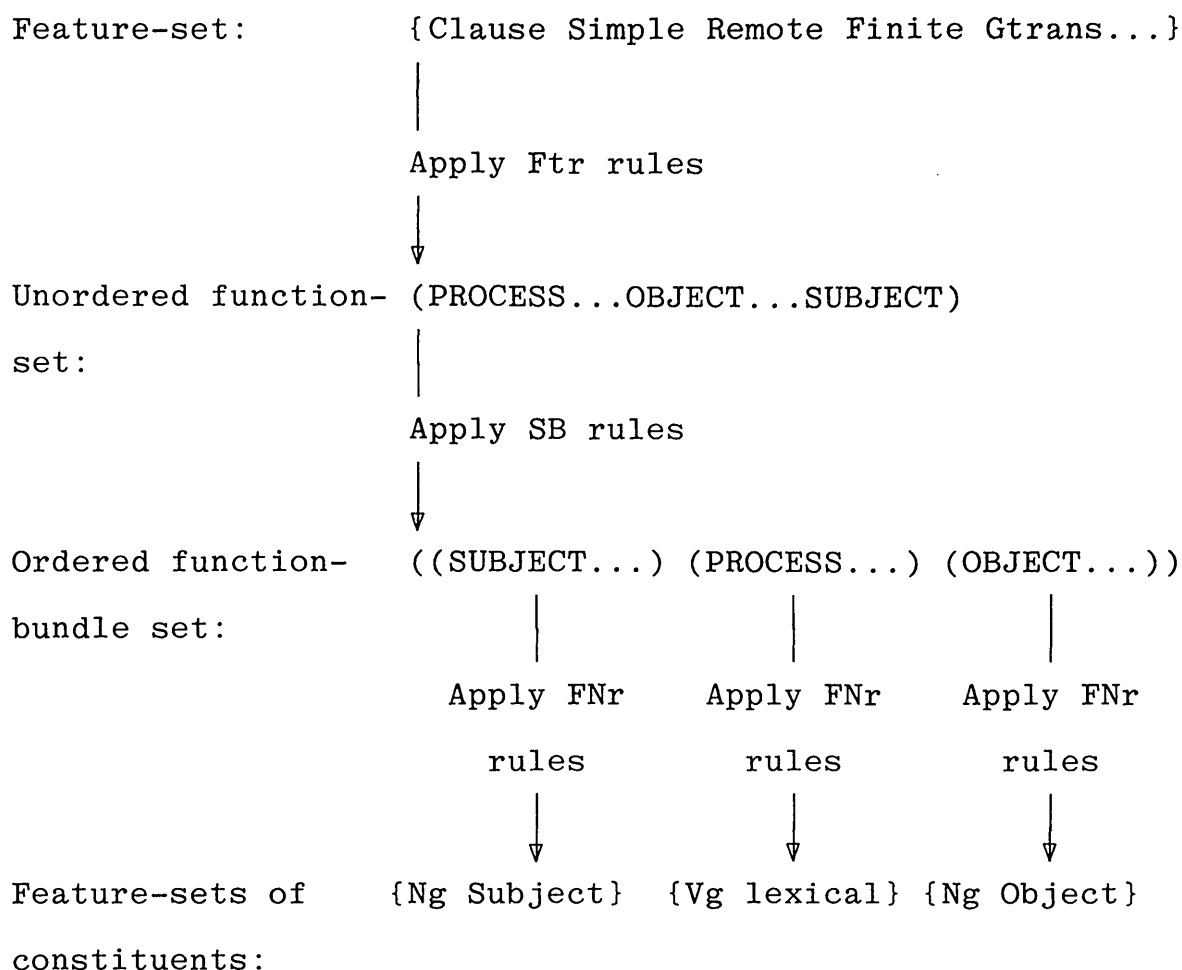 Feature-set: {Clause Simple Remote Finite Gtrans...}
Apply Ftr rules
Unordered function- (PROCESS...OBJECT...SUBJECT)
set:
Apply SB rules
Ordered function- ((SUBJECT...) (PROCESS...) (OBJECT...))
bundle set:
Apply FNr Apply FNr Apply FNr
rules rules rules
Feature-sets of {Ng Subject} {Vg lexical} {Ng Object}
constituents: